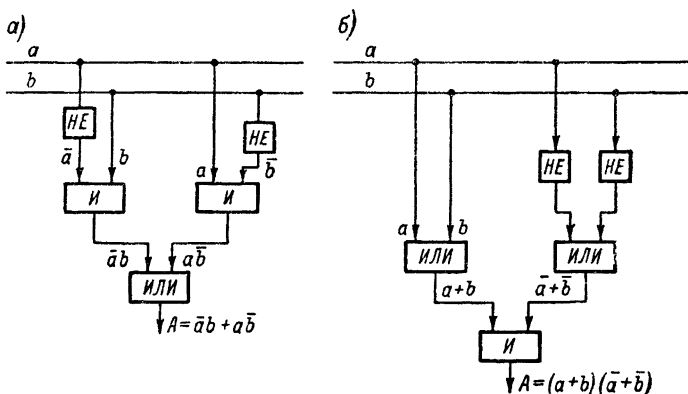 а)
a
b
НЕ
НЕ
ā
b
a
b̄
И
И
āb
ab̄
ИЛИ
A = āb + ab̄
б)
a
b
НЕ
НЕ
a
b
ИЛИ
ИЛИ
a+b
ā+b̄
И
A=(a+b)(ā+b̄)